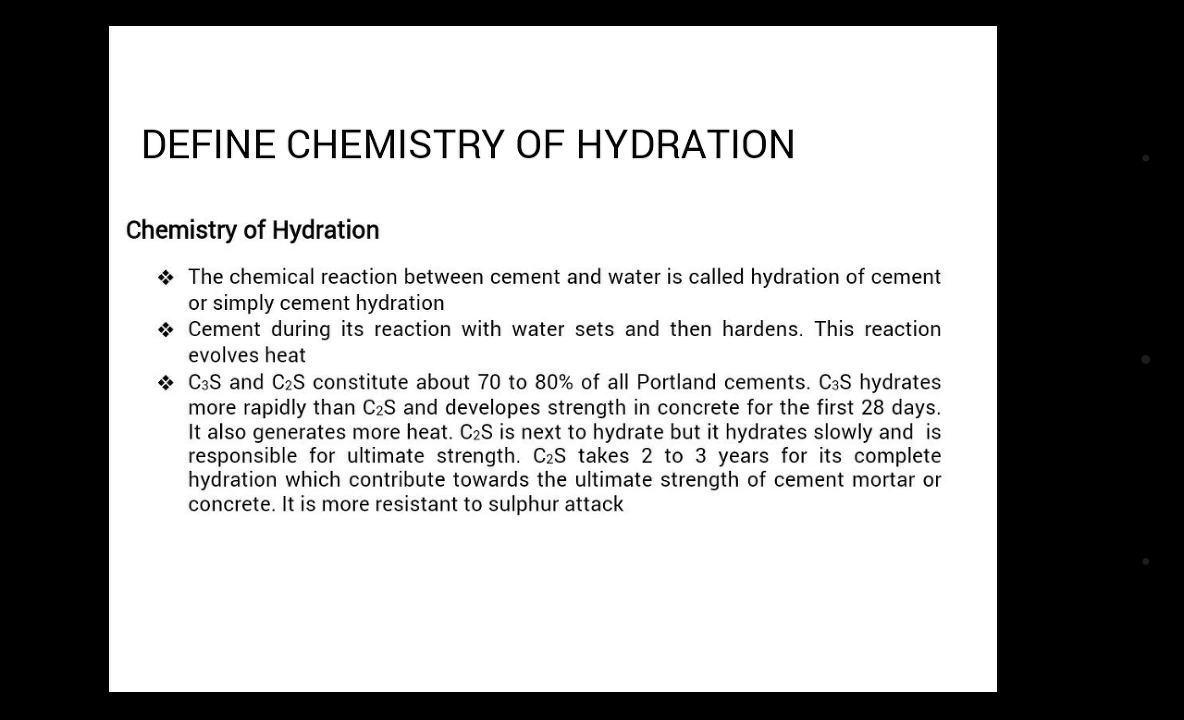 DEFINE CHEMISTRY OF HYDRATION
Chemistry of Hydration
❖ The chemical reaction between cement and water is called hydration of cement
or simply cement hydration
❖ Cement during its reaction with water sets and then hardens. This reaction
evolves heat
❖ C3S and C2S constitute about 70 to 80% of all Portland cements. C3S hydrates
more rapidly than C2S and developes strength in concrete for the first 28 days.
It also generates more heat. C2S is next to hydrate but it hydrates slowly and is
responsible for ultimate strength. C2S takes 2 to 3 years for its complete
hydration which contribute towards the ultimate strength of cement mortar or
concrete. It is more resistant to sulphur attack